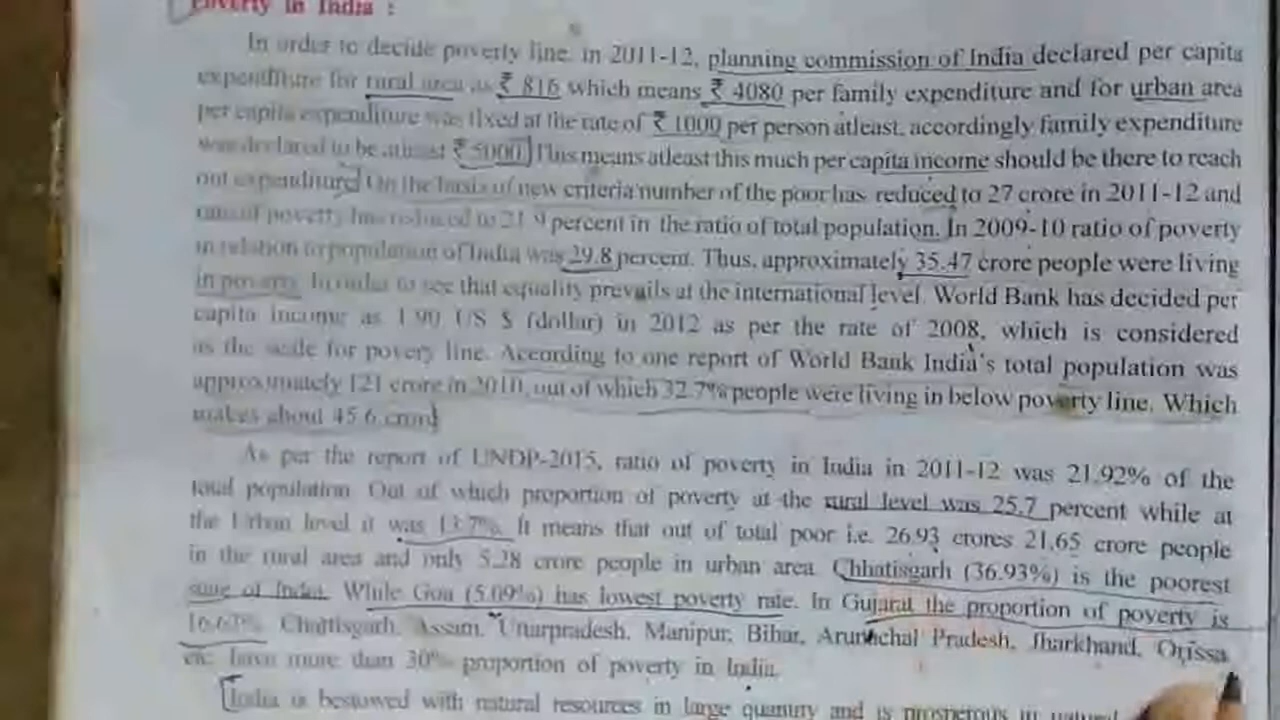 Poverty in India :
In order to decide poverty line, in 2011-12, planning commission of India declared per capita
expenditure for rural area as ₹ 816 which means ₹ 4080 per family expenditure and for urban area
per capita expenditure was fixed at the rate of ₹ 1000 per person atleast, accordingly family expenditure
was declared to be atleast ₹ 5000. This means atleast this much per capita income should be there to reach
out expenditure. On the basis of new criteria number of the poor has reduced to 27 crore in 2011-12 and
rate of poverty has reduced to 21.9 percent in the ratio of total population. In 2009-10 ratio of poverty
in relation to population of India was 29.8 percent. Thus, approximately 35.47 crore people were living
in poverty. In order to see that equality prevails at the international level, World Bank has decided per
capita income as 1.90 US $ (dollar) in 2012 as per the rate of 2008, which is considered
as the scale for povery line. According to one report of World Bank India's total population was
approximately 121 crore in 2010, out of which 32.7% people were living in below poverty line. Which
makes about 45.6 crore
As per the report of UNDP-2015, ratio of poverty in India in 2011-12 was 21.92% of the
total population. Out of which proportion of poverty at the rural level was 25.7 percent while at
the Urban level it was 13.7%. It means that out of total poor i.e. 26.93 crores 21.65 crore people
in the rural area and only 5.28 crore people in urban area. Chhatisgarh (36.93%) is the poorest
state of India. While Goa (5.09%) has lowest poverty rate. In Gujarat the proportion of poverty is
16.63%. Chattisgarh, Assam, Uttarpradesh, Manipur, Bihar, Arunachal Pradesh, Jharkhand, Orissa
etc. have more than 30% proportion of poverty in India.
India is bestowed with natural resources in large quantity and is prosperous in natural